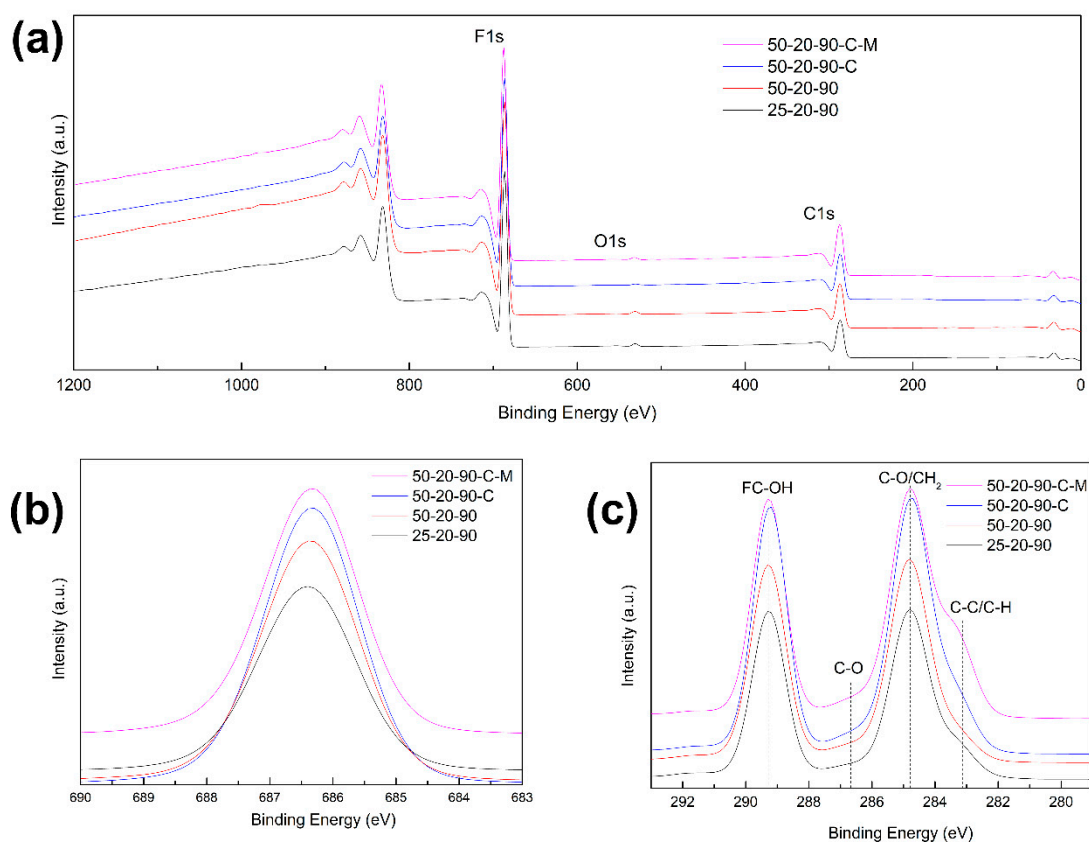 (a)
F1s
O1s
C1s
50-20-90-C-M
50-20-90-C
50-20-90
25-20-90
Intensity (a.u.)
1200 1000 800 600 400 200 0
Binding Energy (eV)
(b)
50-20-90-C-M
50-20-90-C
50-20-90
25-20-90
Intensity (a.u.)
690 689 688 687 686 685 684 683
Binding Energy (eV)
(c)
FC-OH
C-O/CH₂
C-O
C-C/C-H
50-20-90-C-M
50-20-90-C
50-20-90
25-20-90
Intensity (a.u.)
292 290 288 286 284 282 280
Binding Energy (eV)